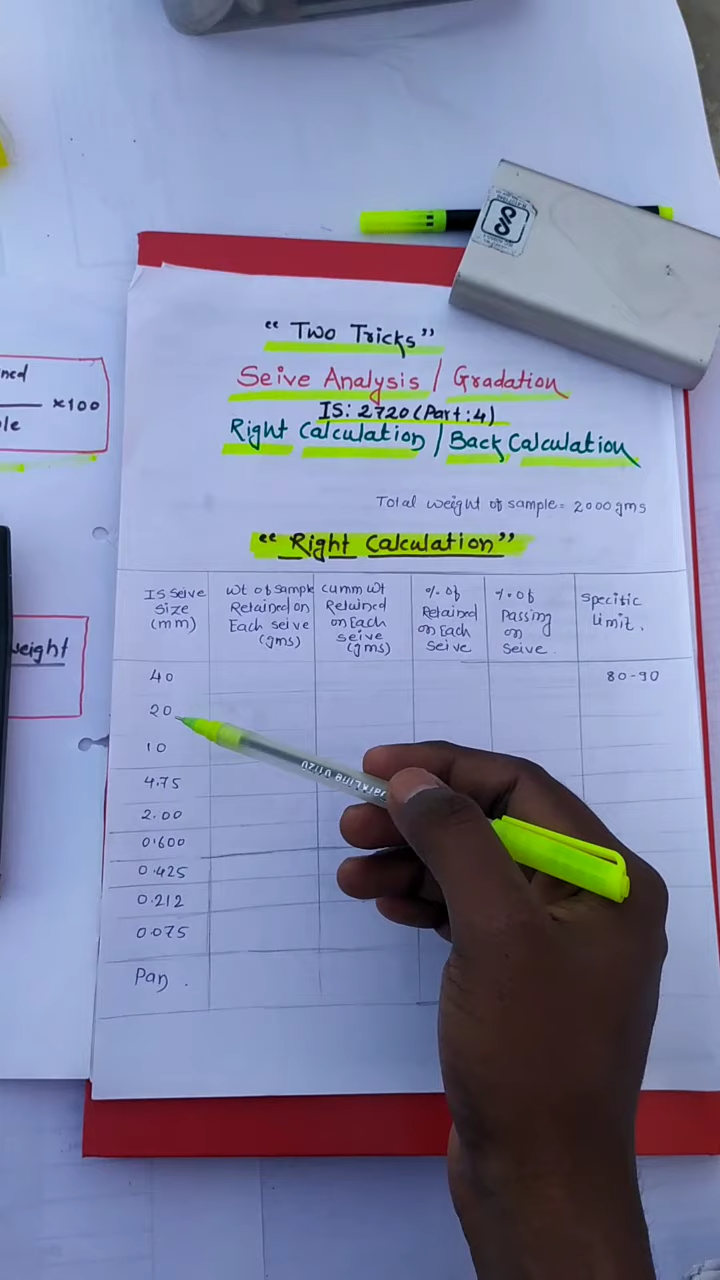 "Two Tricks"
Seive Analysis / Gradation
IS: 2720 (Part:4)
Right Calculation / Back Calculation
Total weight of sample = 2000 gms
"Right Calculation"
IS Seive
size
(mm)
wt of sample
Retained on
Each seive
(gms)
cumm wt
Retained
on Each
seive
(gms)
% of
Retained
on Each
seive
% of
Passing
on
seive.
specific
limit.
40 80-90
20
10
4.75
2.00
0.600
0.425
0.212
0.075
Pan.
ned
x100
le
weight